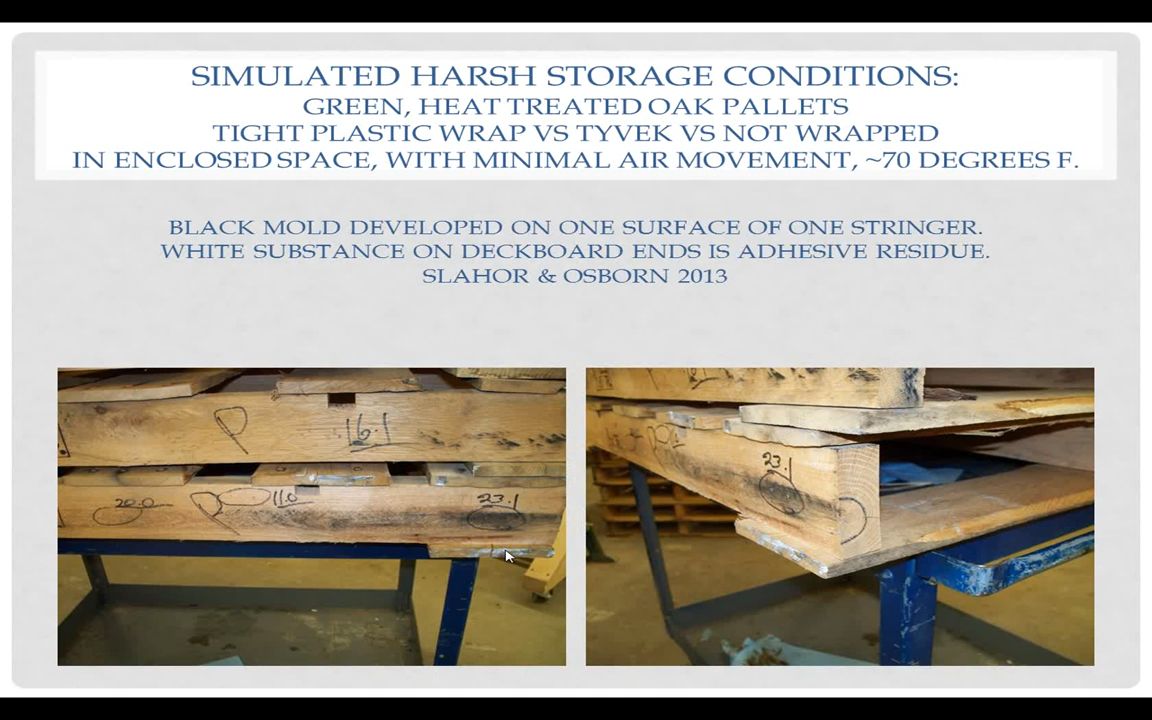 SIMULATED HARSH STORAGE CONDITIONS:
GREEN, HEAT TREATED OAK PALLETS
TIGHT PLASTIC WRAP VS TYVEK VS NOT WRAPPED
IN ENCLOSED SPACE, WITH MINIMAL AIR MOVEMENT, ~70 DEGREES F.
BLACK MOLD DEVELOPED ON ONE SURFACE OF ONE STRINGER.
WHITE SUBSTANCE ON DECKBOARD ENDS IS ADHESIVE RESIDUE.
SLAHOR & OSBORN 2013
P 16.1
20.0 P 11.0 23.1
23.1